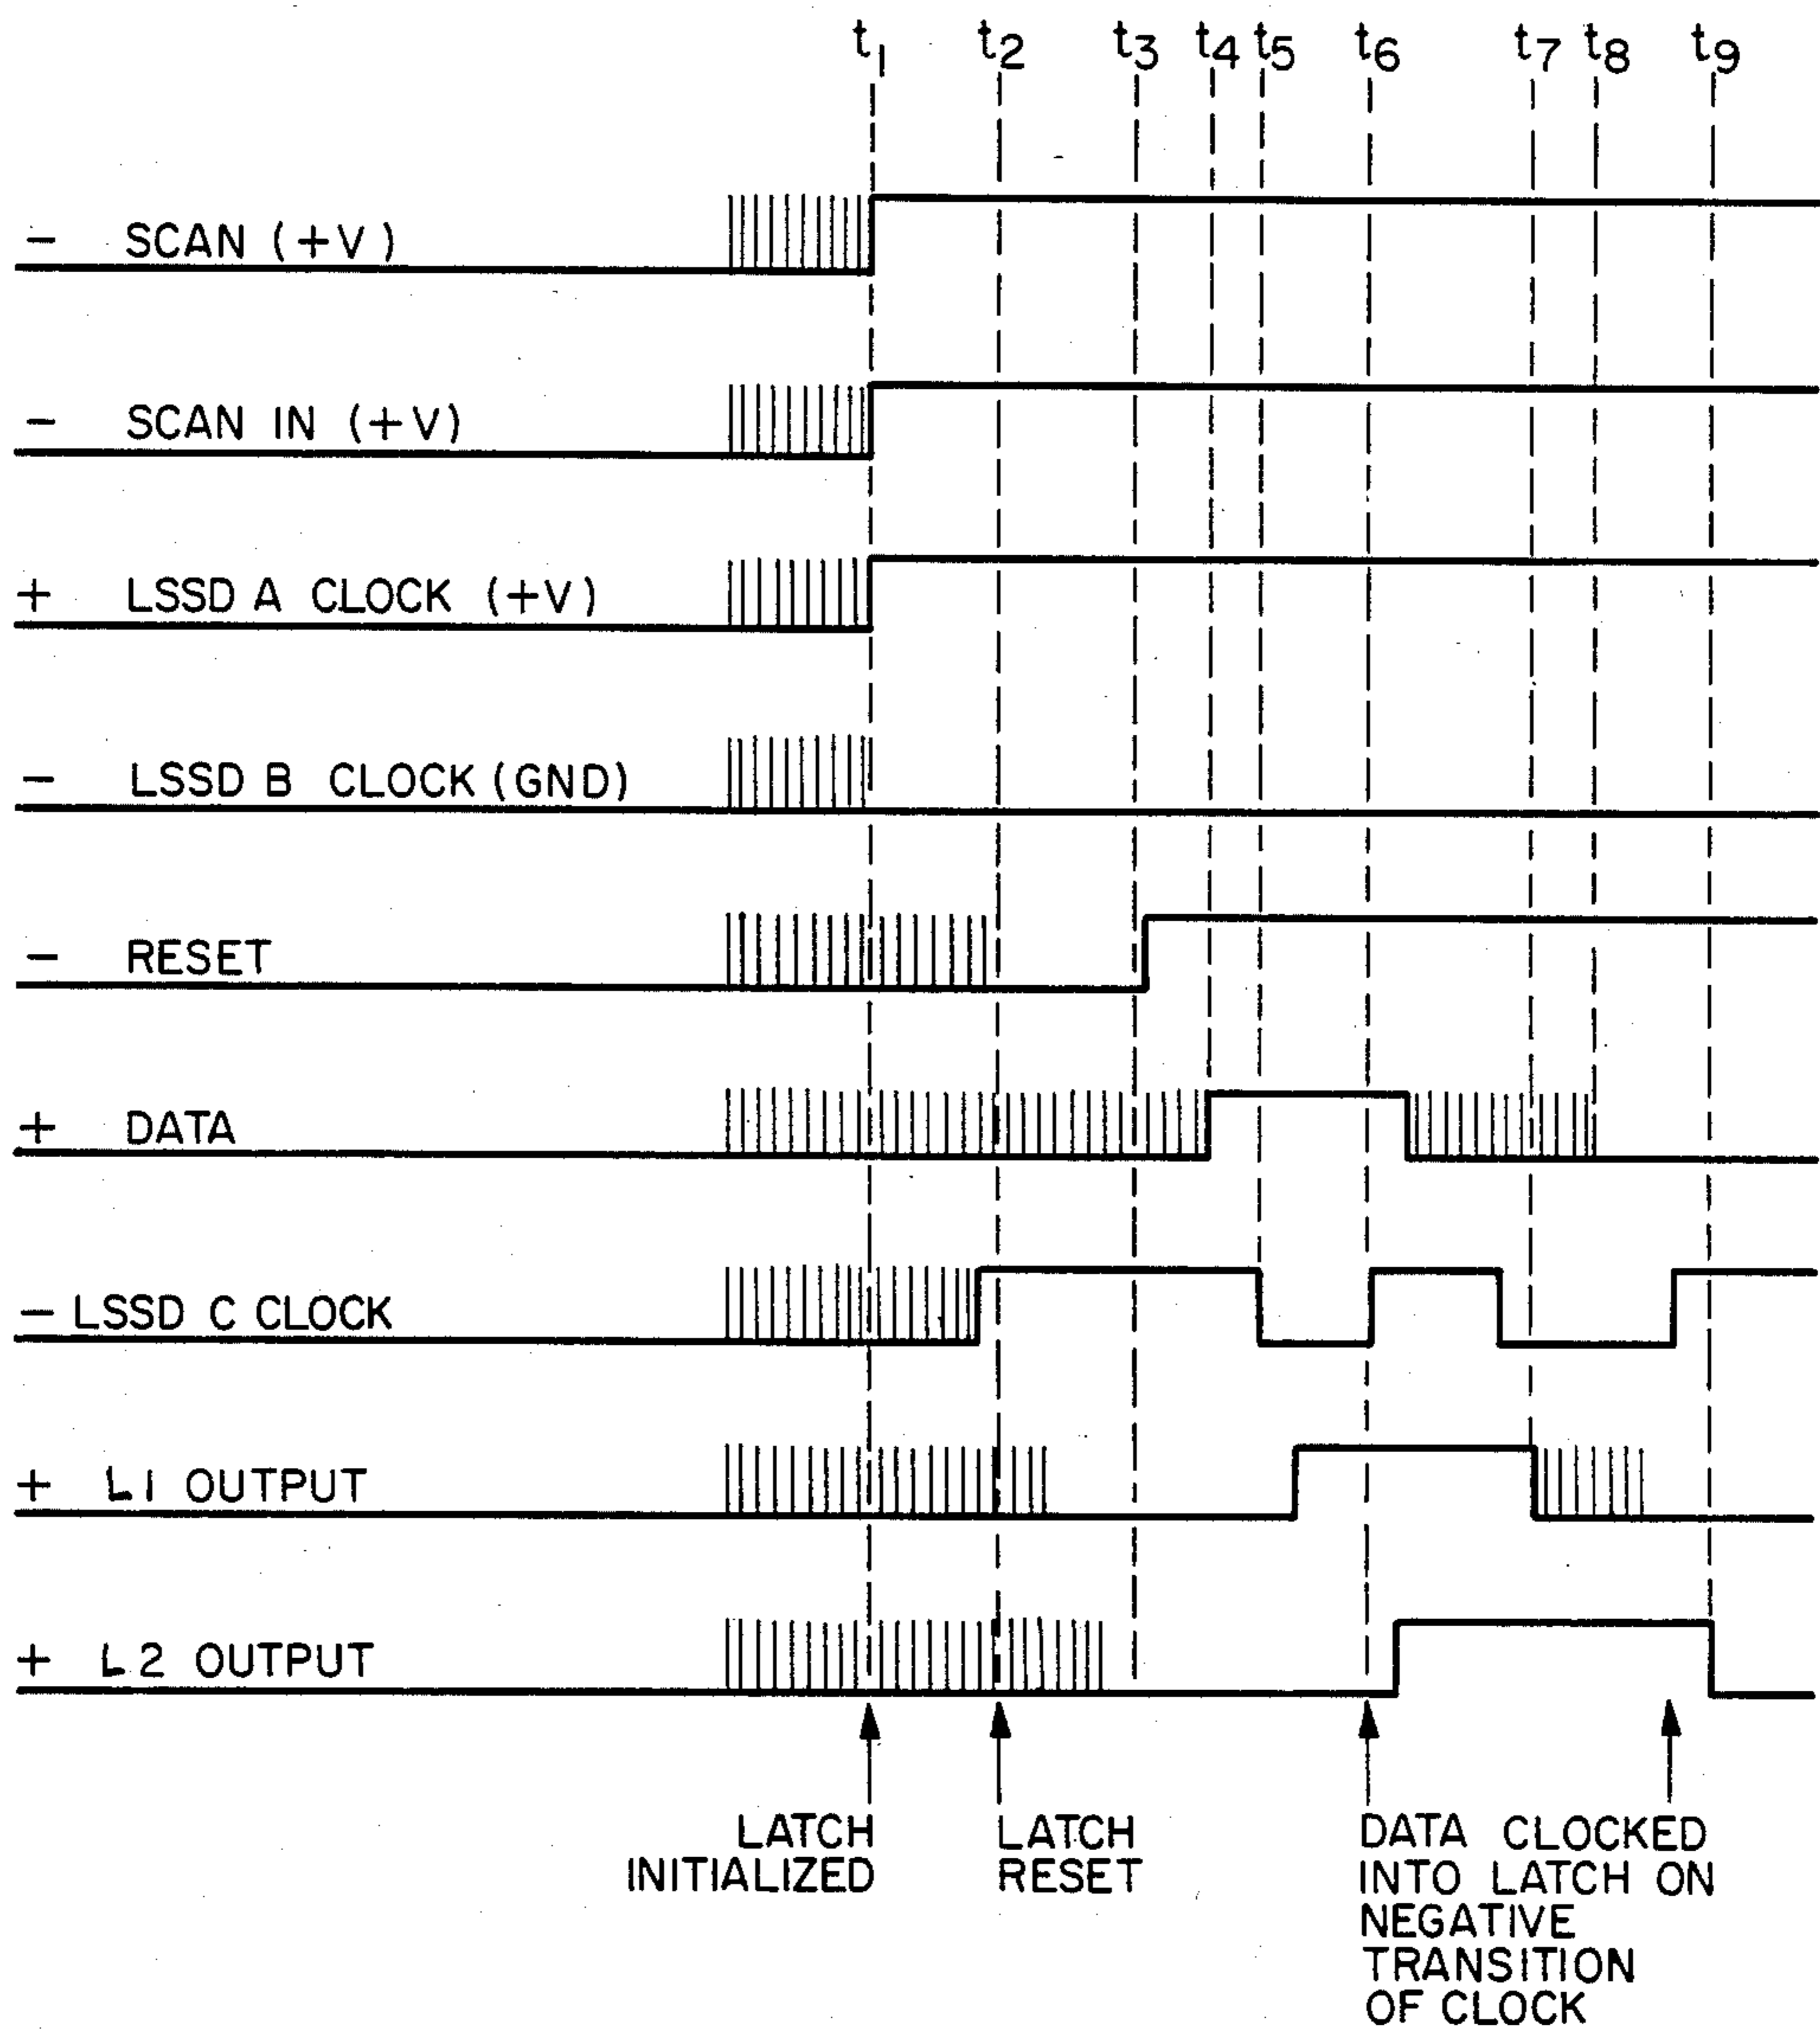 t1 t2 t3 t4 t5 t6 t7 t8 t9
− SCAN (+V)
− SCAN IN (+V)
+ LSSD A CLOCK (+V)
− LSSD B CLOCK (GND)
− RESET
+ DATA
− LSSD C CLOCK
+ L1 OUTPUT
+ L2 OUTPUT
LATCH
INITIALIZED
LATCH
RESET
DATA CLOCKED
INTO LATCH ON
NEGATIVE
TRANSITION
OF CLOCK